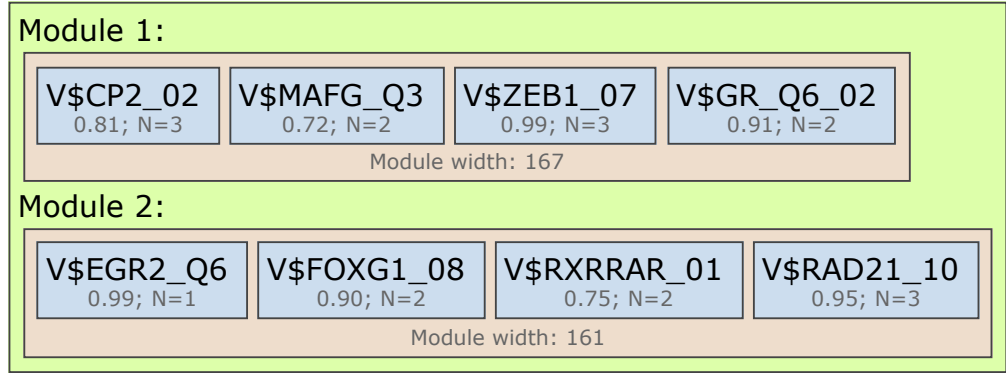 Module 1:
V$CP2_02 V$MAFG_Q3 V$ZEB1_07 V$GR_Q6_02
0.81; N=3 0.72; N=2 0.99; N=3 0.91; N=2
Module width: 167
Module 2:
V$EGR2_Q6 V$FOXG1_08 V$RXRRAR_01 V$RAD21_10
0.99; N=1 0.90; N=2 0.75; N=2 0.95; N=3
Module width: 161